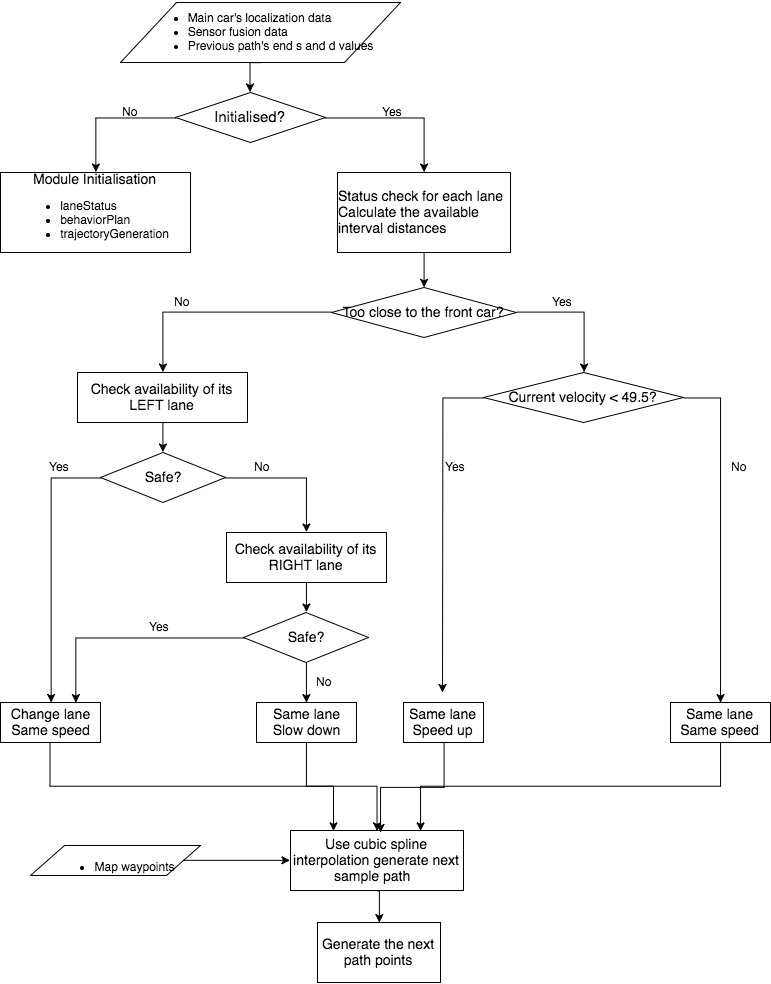 Main car's localization data
Sensor fusion data
Previous path's end s and d values
Initialised?
No
Yes
Module Initialisation
laneStatus
behaviorPlan
trajectoryGeneration
Status check for each lane
Calculate the available
interval distances
Too close to the front car?
No
Yes
Check availability of its
LEFT lane
Current velocity < 49.5?
Safe?
Yes
No
Yes
No
Check availability of its
RIGHT lane
Safe?
Yes
No
Change lane
Same speed
Same lane
Slow down
Same lane
Speed up
Same lane
Same speed
Use cubic spline
interpolation generate next
sample path
Map waypoints
Generate the next
path points